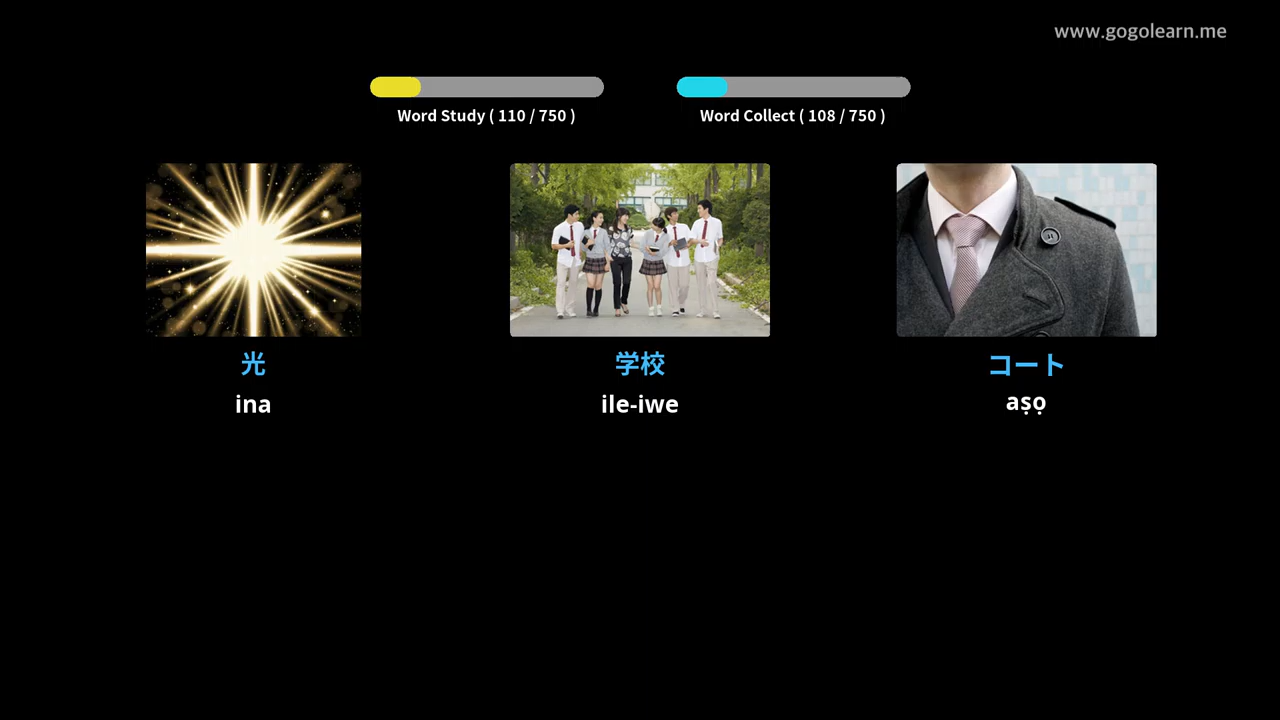 www.gogolearn.me
Word Study ( 110 / 750 )
Word Collect ( 108 / 750 )
光
学校
コート
ina
ile-iwe
aṣọ